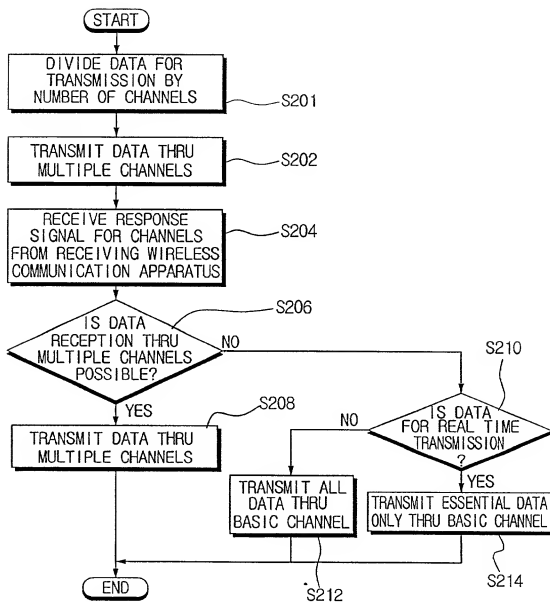 START
DIVIDE DATA FOR
TRANSMISSION BY
NUMBER OF CHANNELS
S201
TRANSMIT DATA THRU
MULTIPLE CHANNELS
S202
RECEIVE RESPONSE
SIGNAL FOR CHANNELS
FROM RECEIVING WIRELESS
COMMUNICATION APPARATUS
S204
S206
IS DATA
RECEPTION THRU
MULTIPLE CHANNELS
POSSIBLE?
NO
YES
S208
TRANSMIT DATA THRU
MULTIPLE CHANNELS
S210
IS DATA
FOR REAL TIME
TRANSMISSION
?
NO
YES
TRANSMIT ALL
DATA THRU
BASIC CHANNEL
S212
TRANSMIT ESSENTIAL DATA
ONLY THRU BASIC CHANNEL
S214
END